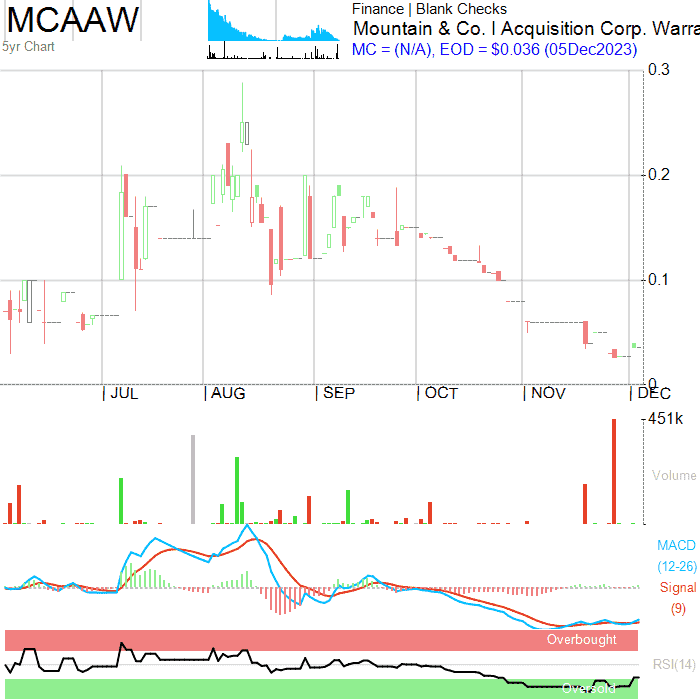 MCAAW
5yr Chart
Finance | Blank Checks
Mountain & Co. I Acquisition Corp. Warra
MC = (N/A), EOD = $0.036 (05Dec2023)
0.3
0.2
0.1
0
| JUL | AUG | SEP | OCT | NOV | DEC
451k
Volume
MACD
(12-26)
Signal
(9)
Overbought
RSI(14)
Oversold